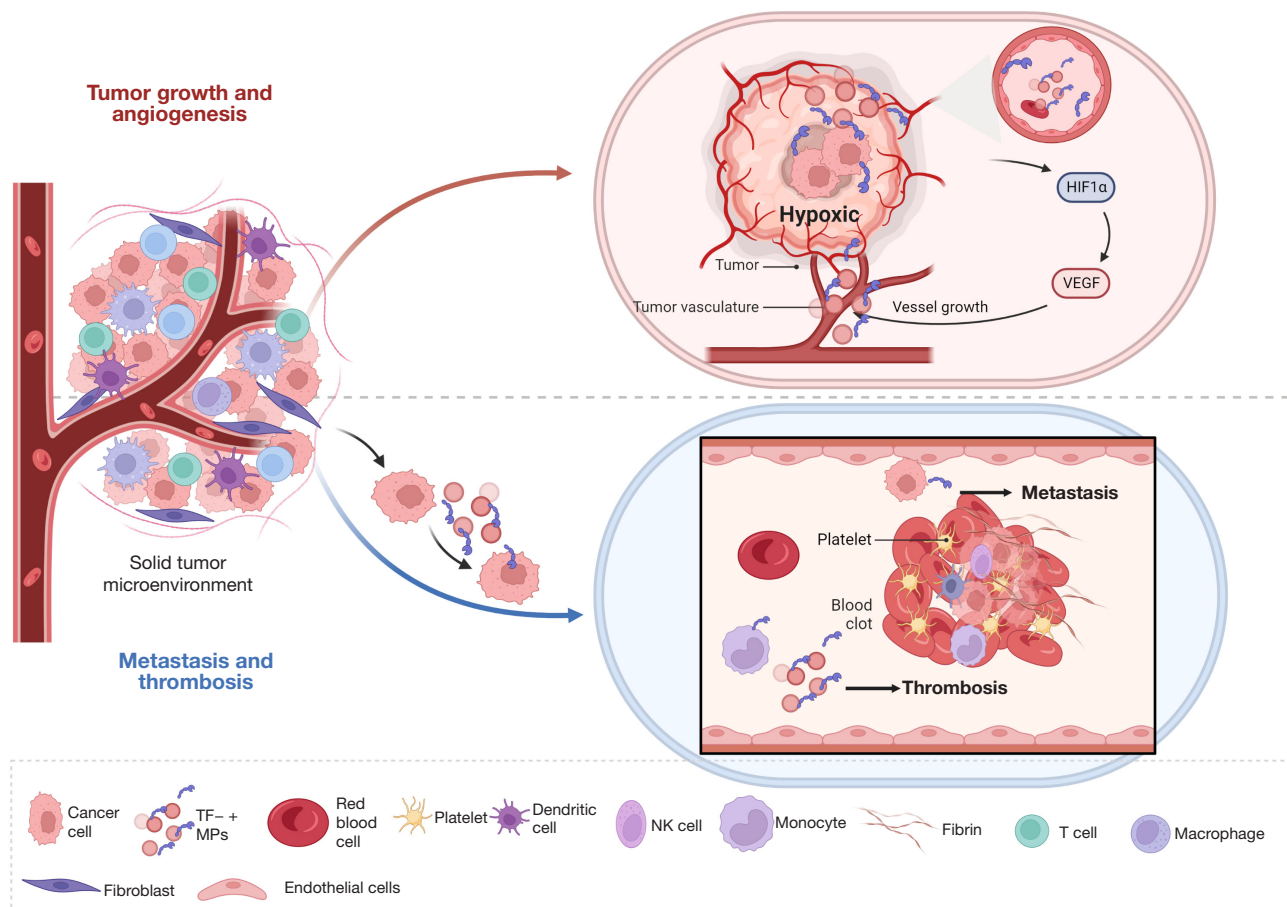 Tumor growth and
angiogenesis
Hypoxic
HIF1α
VEGF
Tumor
Tumor vasculature
Vessel growth
Solid tumor
microenvironment
Metastasis and
thrombosis
Metastasis
Platelet
Blood
clot
Thrombosis
Cancer
cell
TF– +
MPs
Red
blood
cell
Platelet
Dendritic
cell
NK cell
Monocyte
Fibrin
T cell
Macrophage
Fibroblast
Endothelial cells